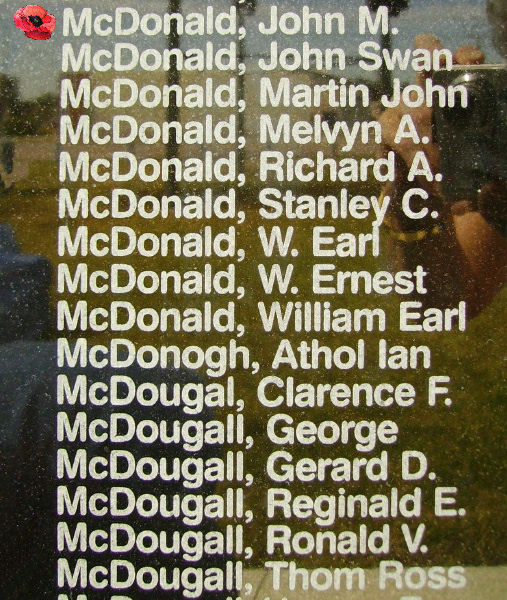 McDonald, John M.
McDonald, John Swan
McDonald, Martin John
McDonald, Melvyn A.
McDonald, Richard A.
McDonald, Stanley C.
McDonald, W. Earl
McDonald, W. Ernest
McDonald, William Earl
McDonogh, Athol Ian
McDougal, Clarence F.
McDougall, George
McDougall, Gerard D.
McDougall, Reginald E.
McDougall, Ronald V.
McDougall, Thom Ross